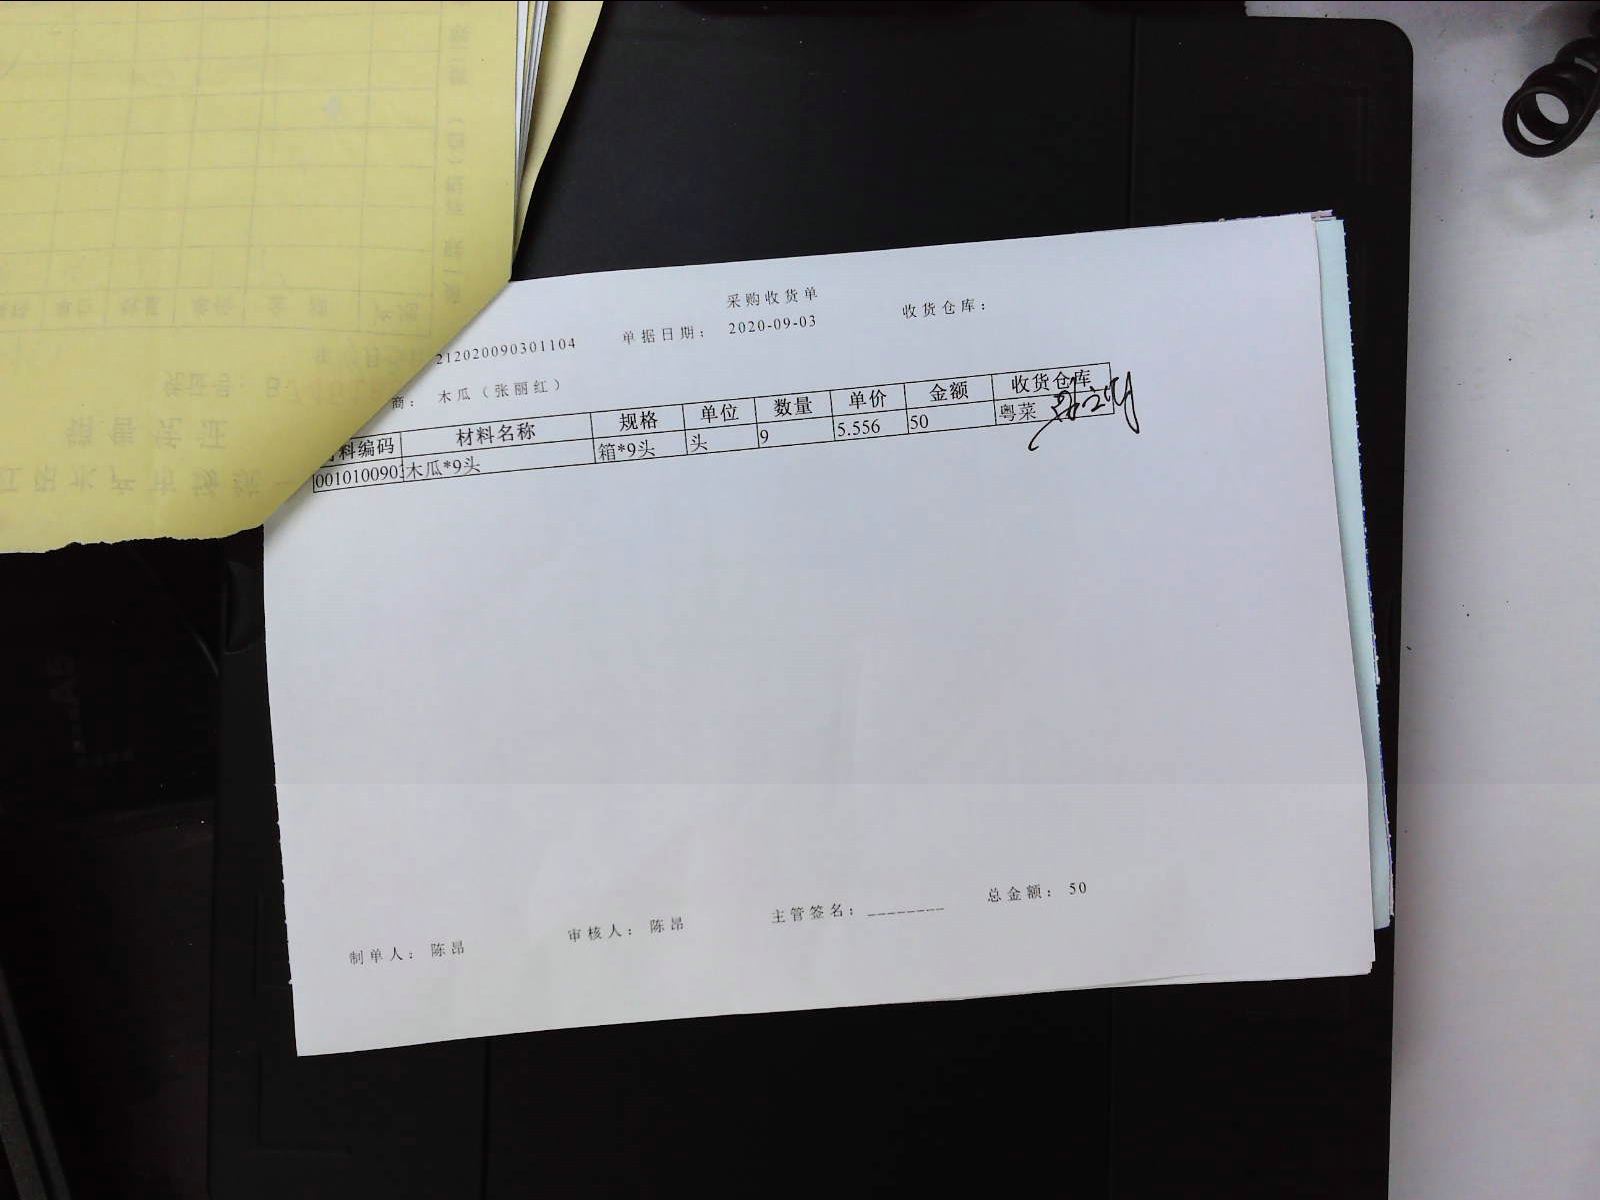 采购收货单
212020090301104 单据日期： 2020-09-03 收货仓库：
商： 木瓜（张丽红）
料编码 材料名称 规格 单位 数量 单价 金额 收货仓库
00101009 木瓜*9头 箱*9头 头 9 5.556 50 粤菜
总金额： 50
制单人： 陈昂 审核人： 陈昂 主管签名： ________